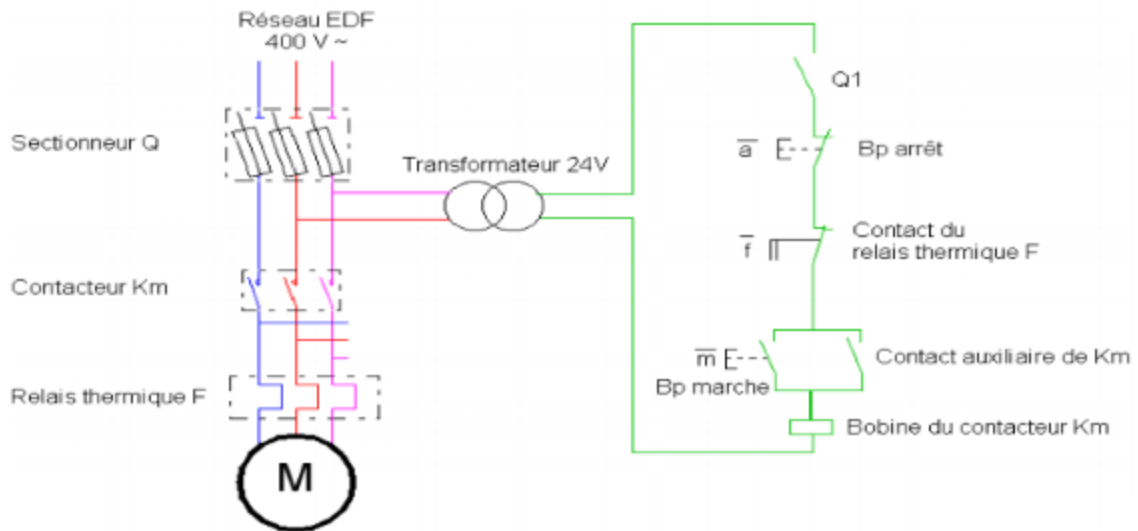 Réseau EDF
400 V ~
Sectionneur Q
Transformateur 24V
Contacteur Km
Relais thermique F
M
Q1
a
Bp arrêt
f
Contact du
relais thermique F
m
Bp marche
Contact auxiliaire de Km
Bobine du contacteur Km